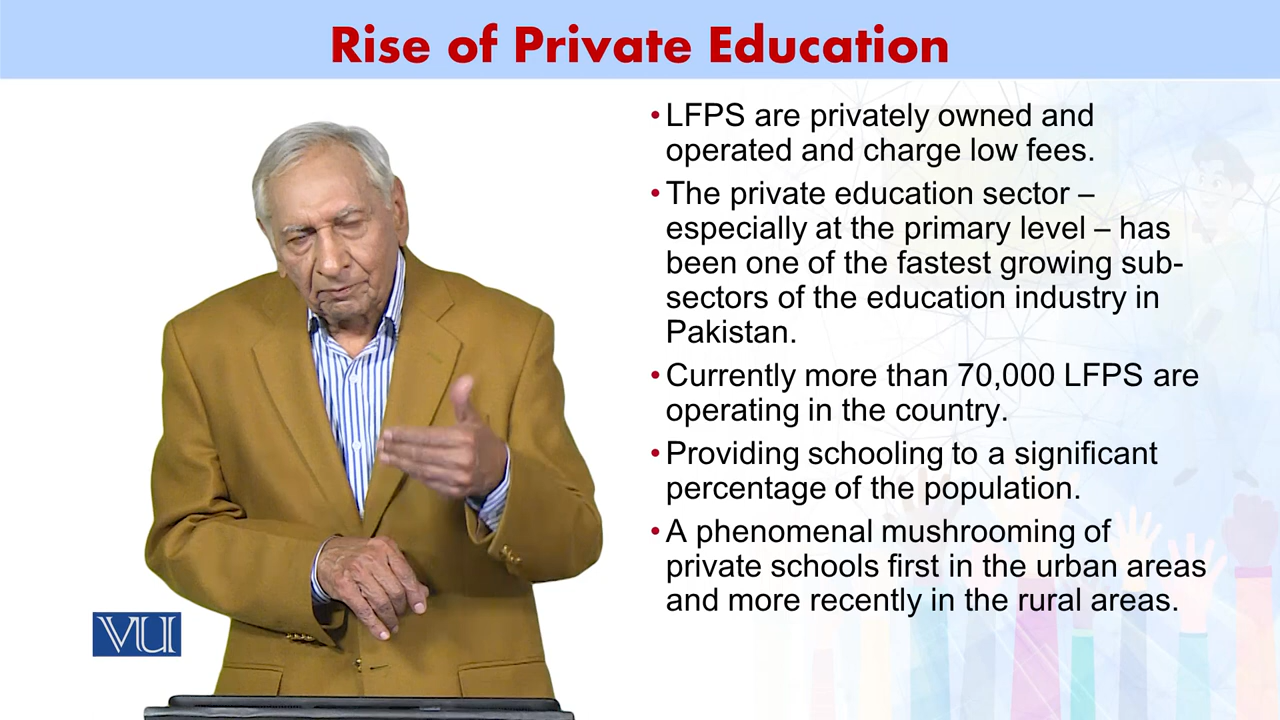 Rise of Private Education
•LFPS are privately owned and
operated and charge low fees.
•The private education sector –
especially at the primary level – has
been one of the fastest growing sub-
sectors of the education industry in
Pakistan.
•Currently more than 70,000 LFPS are
operating in the country.
•Providing schooling to a significant
percentage of the population.
•A phenomenal mushrooming of
private schools first in the urban areas
and more recently in the rural areas.
VU